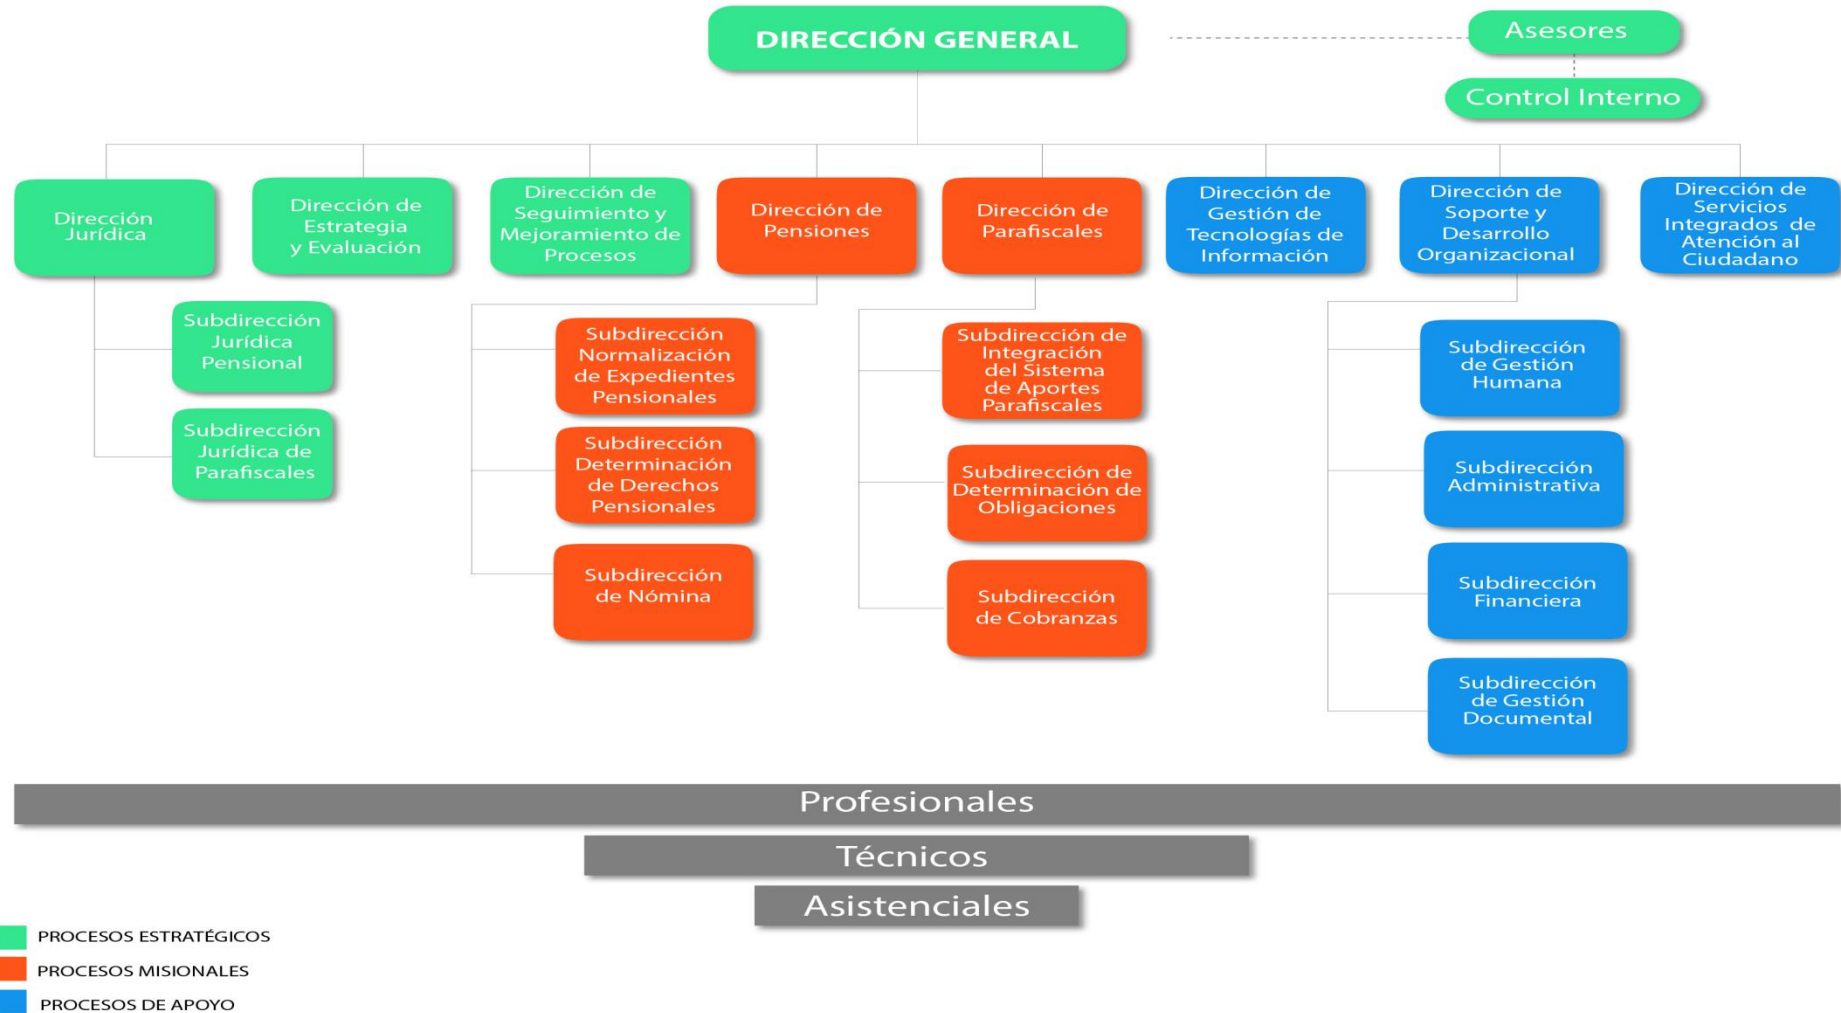 DIRECCIÓN GENERAL
Asesores
Control Interno
Dirección
Jurídica
Dirección de
Estrategia
y Evaluación
Dirección de
Seguimiento y
Mejoramiento de
Procesos
Dirección de
Pensiones
Dirección de
Parafiscales
Dirección de
Gestión de
Tecnologías de
Información
Dirección de
Soporte y
Desarrollo
Organizacional
Dirección de
Servicios
Integrados de
Atención al
Ciudadano
Subdirección
Jurídica
Pensional
Subdirección
Jurídica de
Parafiscales
Subdirección
Normalización
de Expedientes
Pensionales
Subdirección
Determinación
de Derechos
Pensionales
Subdirección
de Nómina
Subdirección de
Integración
del Sistema
de Aportes
Parafiscales
Subdirección de
Determinación de
Obligaciones
Subdirección
de Cobranzas
Subdirección
de Gestión
Humana
Subdirección
Administrativa
Subdirección
Financiera
Subdirección
de Gestión
Documental
Profesionales
Técnicos
Asistenciales
PROCESOS ESTRATÉGICOS
PROCESOS MISIONALES
PROCESOS DE APOYO